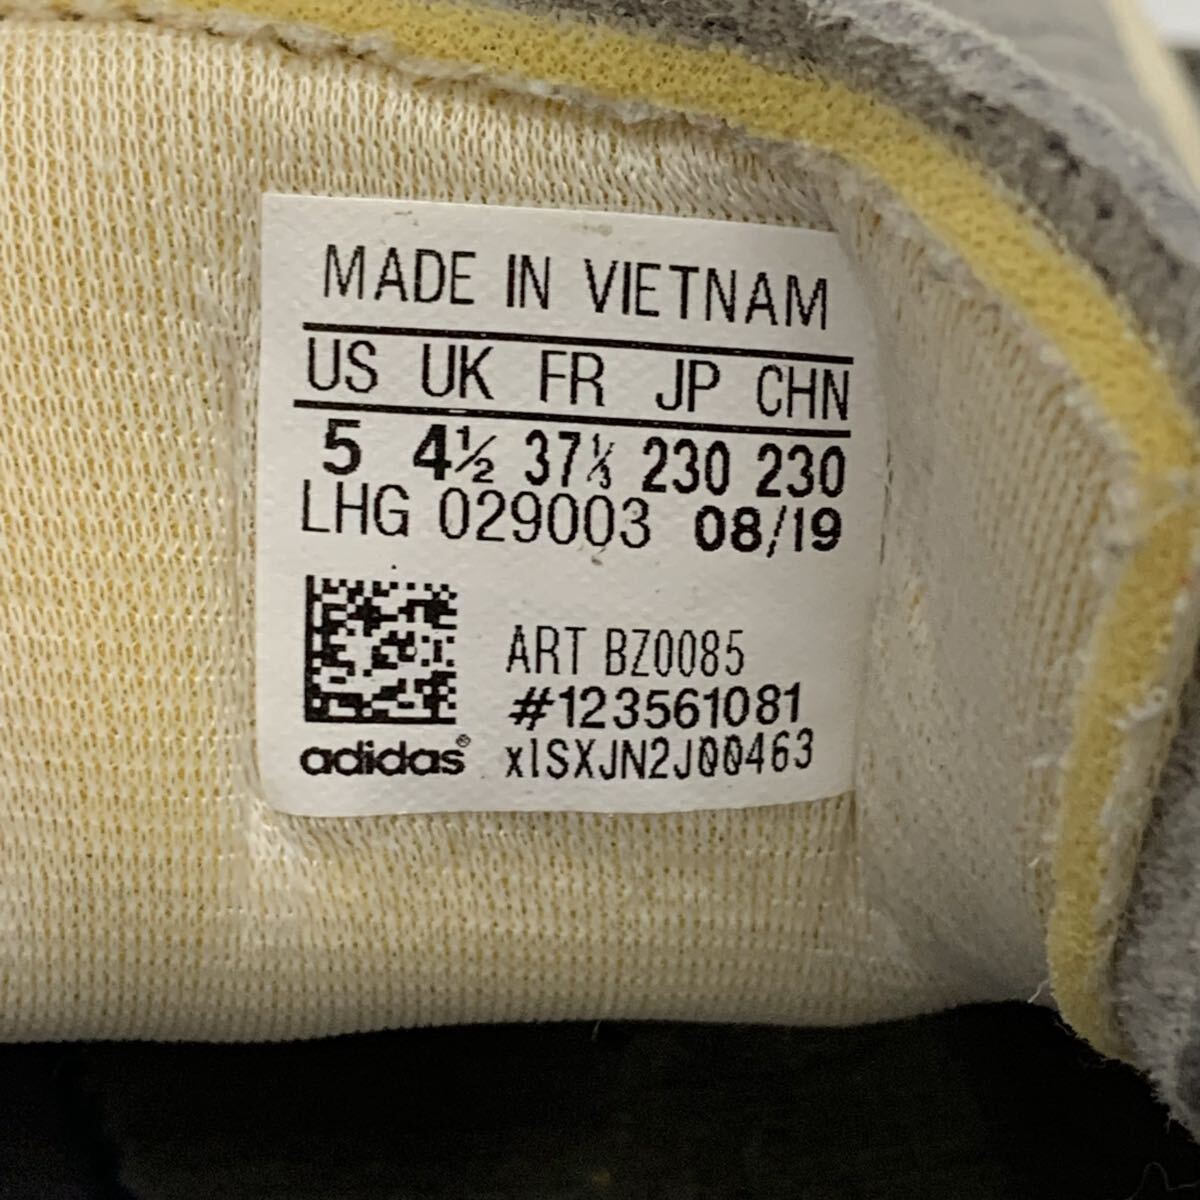 MADE IN VIETNAM
US UK FR JP CHN
5 4½ 37⅓ 230 230
LHG 029003 08/19
ART BZ0085
#123561081
adidas® x1SXJN2J00463